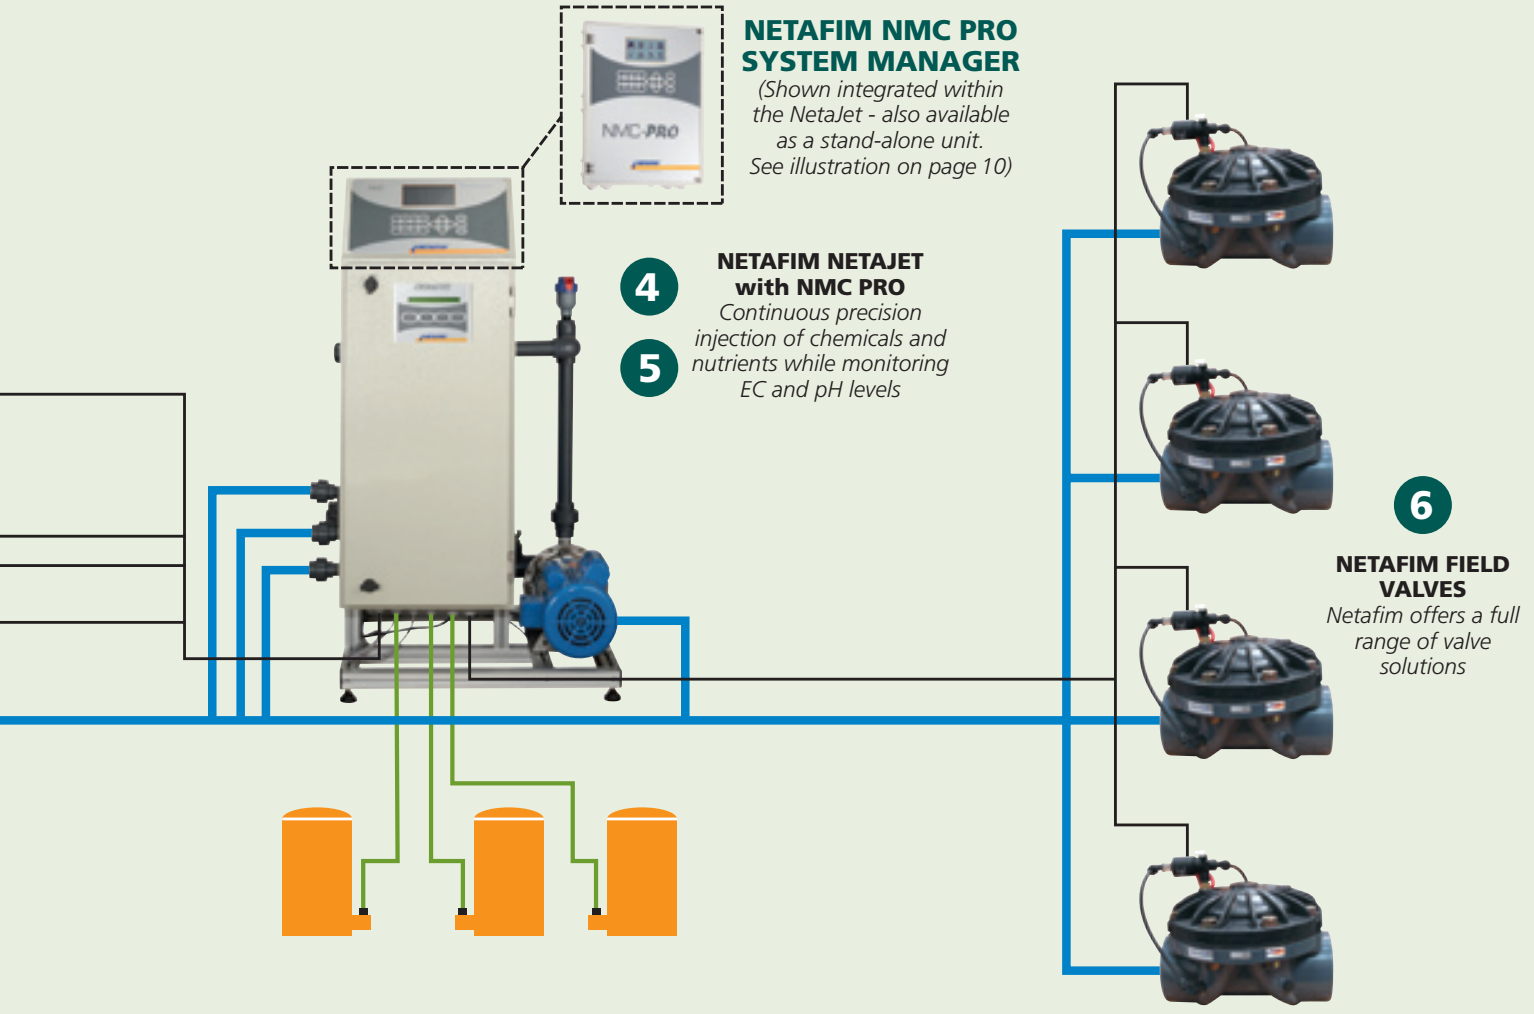 NETAFIM NMC PRO
SYSTEM MANAGER
(Shown integrated within
the NetaJet - also available
as a stand-alone unit.
See illustration on page 10)
NMC-PRO
4
5
NETAFIM NETAJET
with NMC PRO
Continuous precision
injection of chemicals and
nutrients while monitoring
EC and pH levels
6
NETAFIM FIELD
VALVES
Netafim offers a full
range of valve
solutions